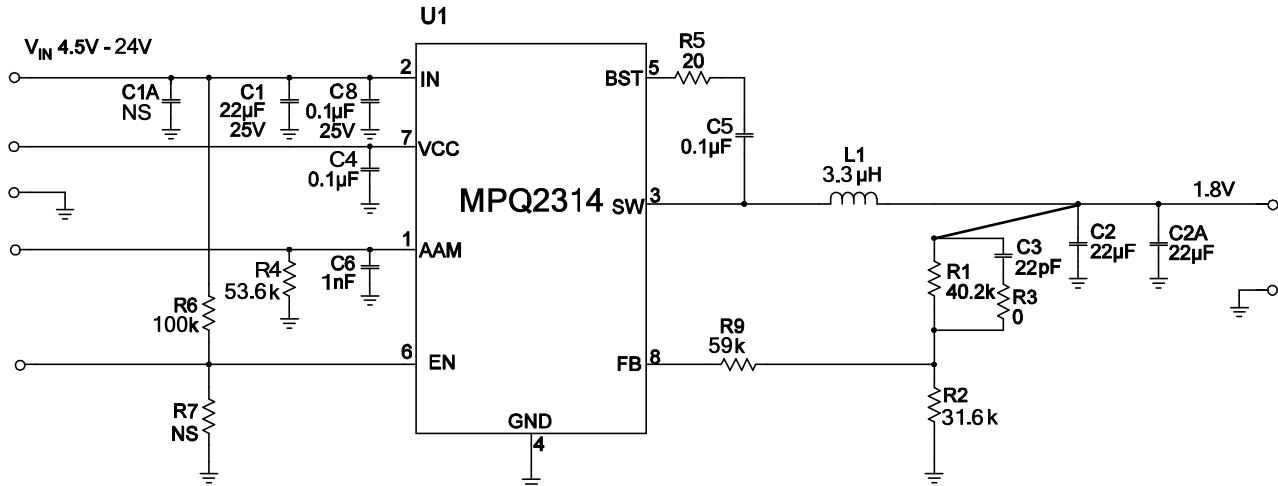 U1
V_IN 4.5V - 24V
C1A
NS
C1
22μF
25V
C8
0.1μF
25V
2
IN
7
VCC
C4
0.1μF
1
AAM
R4
53.6k
C6
1nF
R6
100k
6
EN
R7
NS
MPQ2314
GND
4
BST
5
R5
20
C5
0.1μF
SW
3
L1
3.3 μH
1.8V
C2
22μF
C2A
22μF
C3
22pF
R1
40.2k
R3
0
FB
8
R9
59k
R2
31.6k